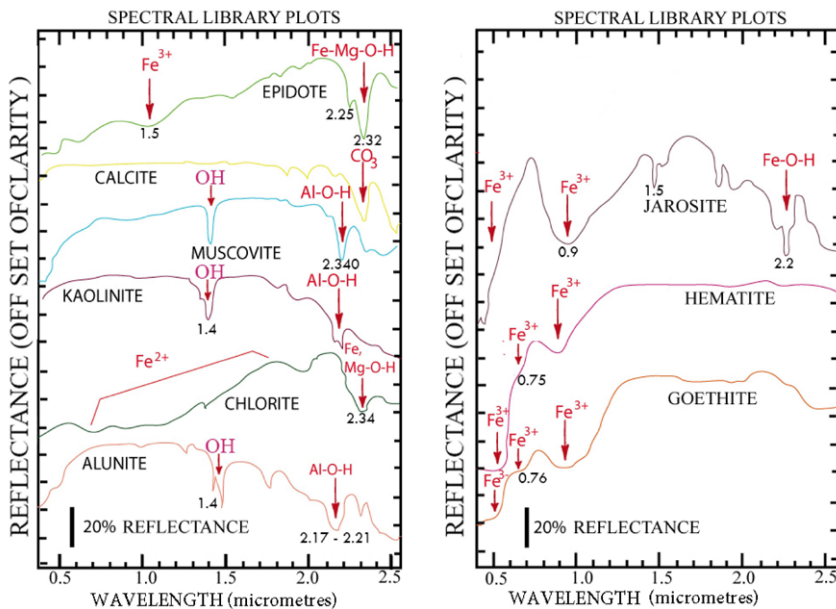 SPECTRAL LIBRARY PLOTS
REFLECTANCE (OFF SET OFCLARITY)
Fe3+
Fe-Mg-O-H
EPIDOTE
1.5
2.25
2.32
CO3
CALCITE
OH
Al-O-H
MUSCOVITE
2.340
OH
KAOLINITE
Al-O-H
1.4
Fe2+
Fe,
Mg-O-H
CHLORITE
2.34
OH
ALUNITE
Al-O-H
1.4
20% REFLECTANCE
2.17 - 2.21
0.5 1.0 1.5 2.0 2.5
WAVELENGTH (micrometres)
SPECTRAL LIBRARY PLOTS
REFLECTANCE (OFF SET OFCLARITY)
Fe3+
Fe3+
Fe-O-H
1.5
JAROSITE
0.9
2.2
Fe3+
HEMATITE
Fe3+
0.75
Fe3+
Fe3+
Fe3+
GOETHITE
0.76
Fe3-
20% REFLECTANCE
0.5 1.0 1.5 2.0 2.5
WAVELENGTH (micrometres)